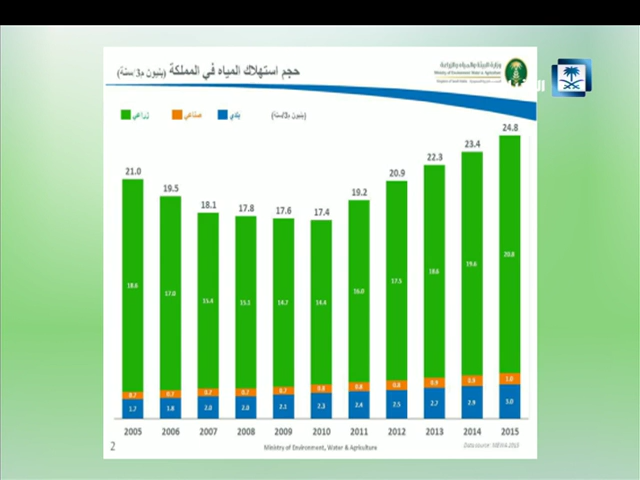 حجم استهلاك المياه في المملكة (بليون م3/سنة)
وزارة البيئة والمياه والزراعة
Ministry of Environment Water & Agriculture
زراعي صناعي بلدي (بليون م3/سنة)
21.0 19.5 18.1 17.8 17.6 17.4 19.2 20.9 22.3 23.4 24.8
18.6 17.0 15.4 15.1 14.7 14.4 16.0 17.5 18.6 19.6 20.8
0.7 0.7 0.7 0.7 0.7 0.8 0.8 0.8 0.9 0.9 1.0
1.7 1.8 2.0 2.0 2.1 2.3 2.4 2.5 2.7 2.9 3.0
2005 2006 2007 2008 2009 2010 2011 2012 2013 2014 2015
2
Ministry of Environment, Water & Agriculture
Data source: MEWA 2015